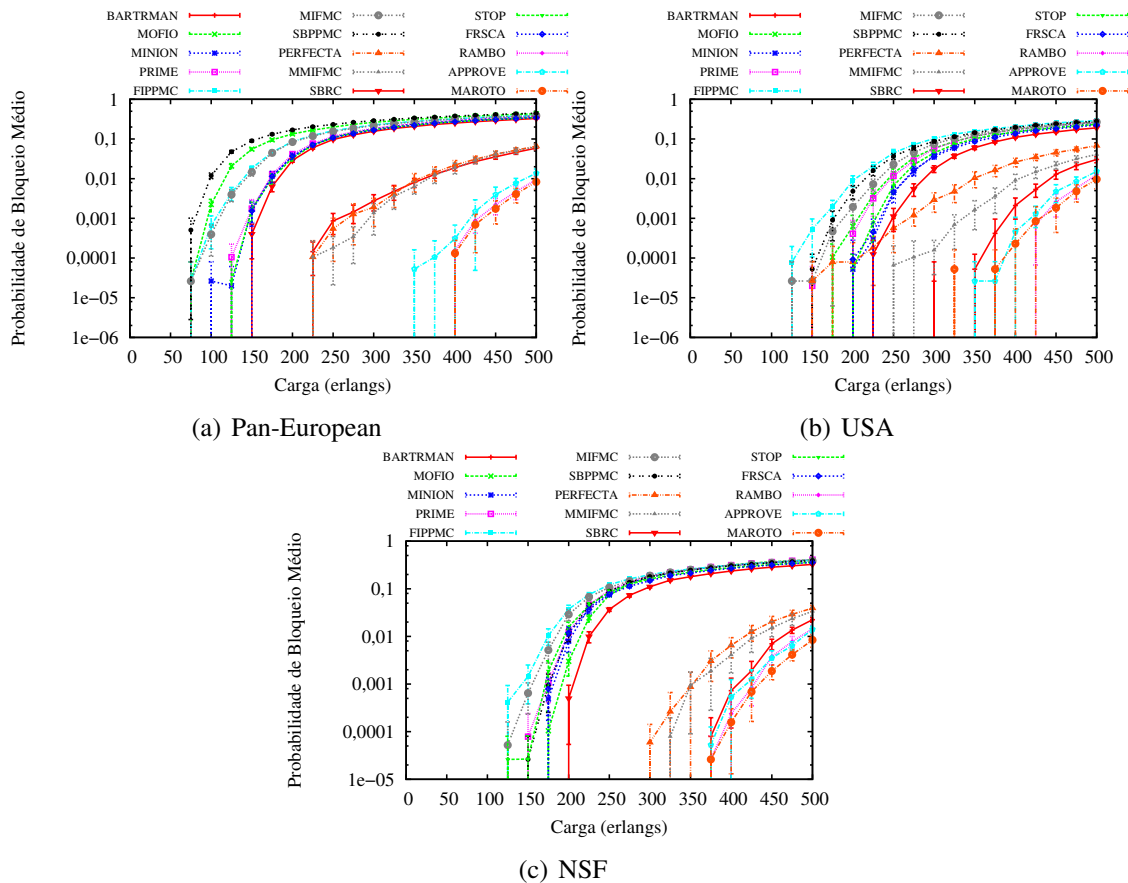 BARTRMAN MIFMC STOP
MOFIO SBPPMC FRSCA
MINION PERFECTA RAMBO
PRIME MMIFMC APPROVE
FIPPMC SBRC MAROTO
Probabilidade de Bloqueio Médio
1
0.1
0,01
0,001
0,0001
1e−05
1e−06
0 50 100 150 200 250 300 350 400 450 500
Carga (erlangs)
(a) Pan-European
BARTRMAN MIFMC STOP
MOFIO SBPPMC FRSCA
MINION PERFECTA RAMBO
PRIME MMIFMC APPROVE
FIPPMC SBRC MAROTO
Probabilidade de Bloqueio Médio
1
0.1
0,01
0,001
0,0001
1e−05
1e−06
0 50 100 150 200 250 300 350 400 450 500
Carga (erlangs)
(b) USA
BARTRMAN MIFMC STOP
MOFIO SBPPMC FRSCA
MINION PERFECTA RAMBO
PRIME MMIFMC APPROVE
FIPPMC SBRC MAROTO
Probabilidade de Bloqueio Médio
1
0.1
0,01
0,001
0,0001
1e−05
0 50 100 150 200 250 300 350 400 450 500
Carga (erlangs)
(c) NSF